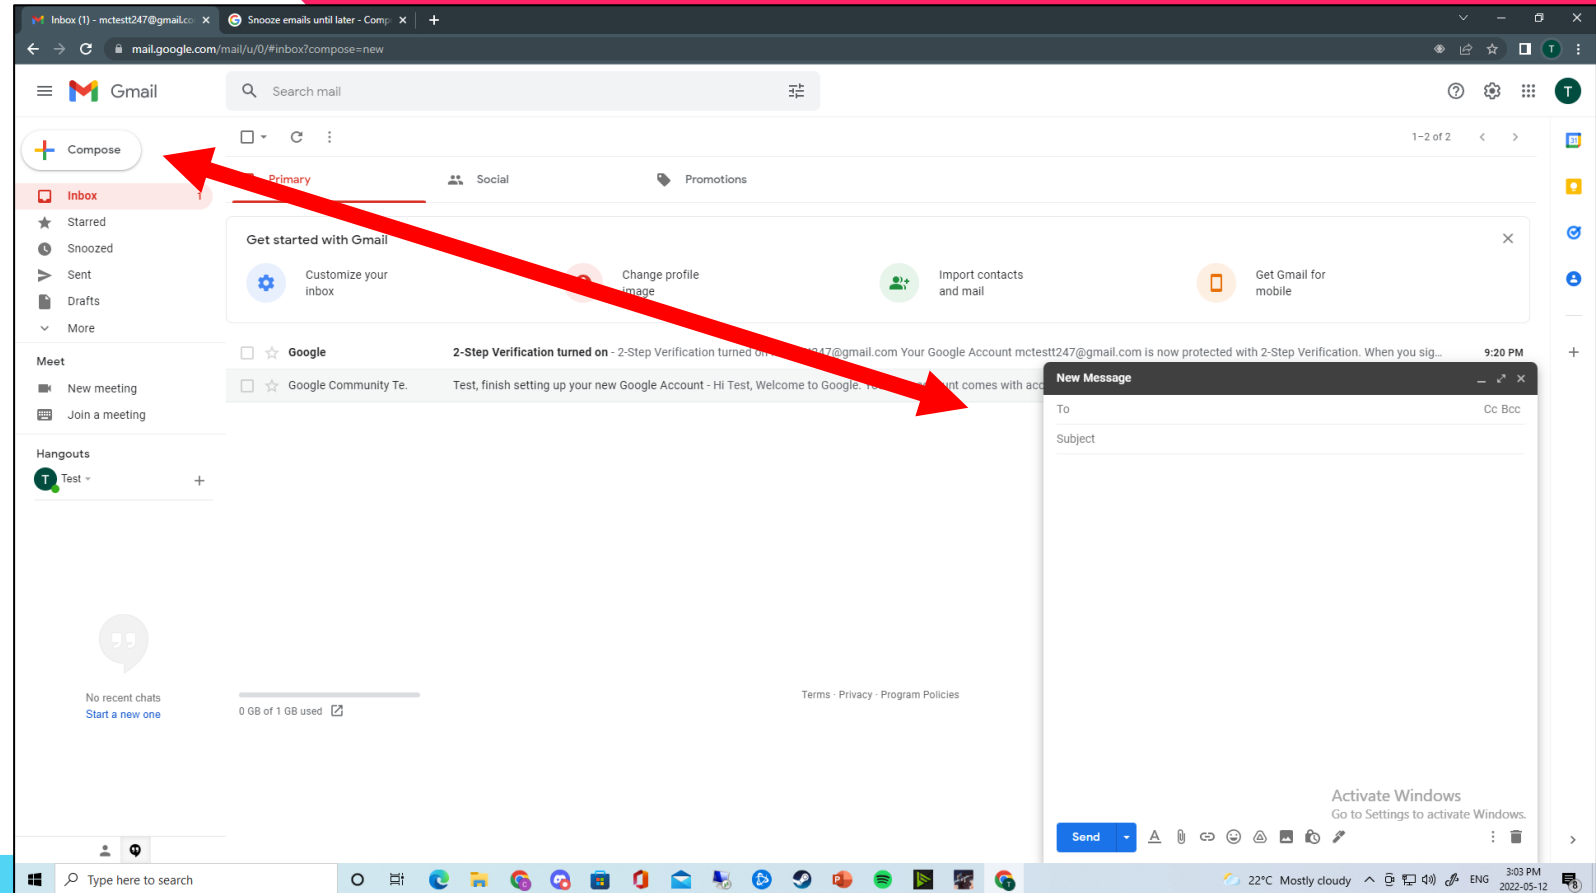 Inbox (1) - mctestt247@gmail.co
Snooze emails until later - Comp
mail.google.com/mail/u/0/#inbox?compose=new
T
Gmail
Search mail
T
Compose
1–2 of 2
31
Primary
Social
Promotions
Inbox
1
Starred
Snoozed
Sent
Drafts
More
Get started with Gmail
Customize your
inbox
Change profile
image
Import contacts
and mail
Get Gmail for
mobile
Google
2-Step Verification turned on - 2-Step Verification turned on 247@gmail.com Your Google Account mctestt247@gmail.com is now protected with 2-Step Verification. When you sig...
9:20 PM
Google Community Te.
Test, finish setting up your new Google Account - Hi Test, Welcome to Google. comes with acc
Meet
New meeting
Join a meeting
Hangouts
T
Test
No recent chats
Start a new one
0 GB of 1 GB used
Terms · Privacy · Program Policies
New Message
To
Cc Bcc
Subject
Activate Windows
Go to Settings to activate Windows.
Send
Type here to search
22°C Mostly cloudy
ENG
3:03 PM
2022-05-12